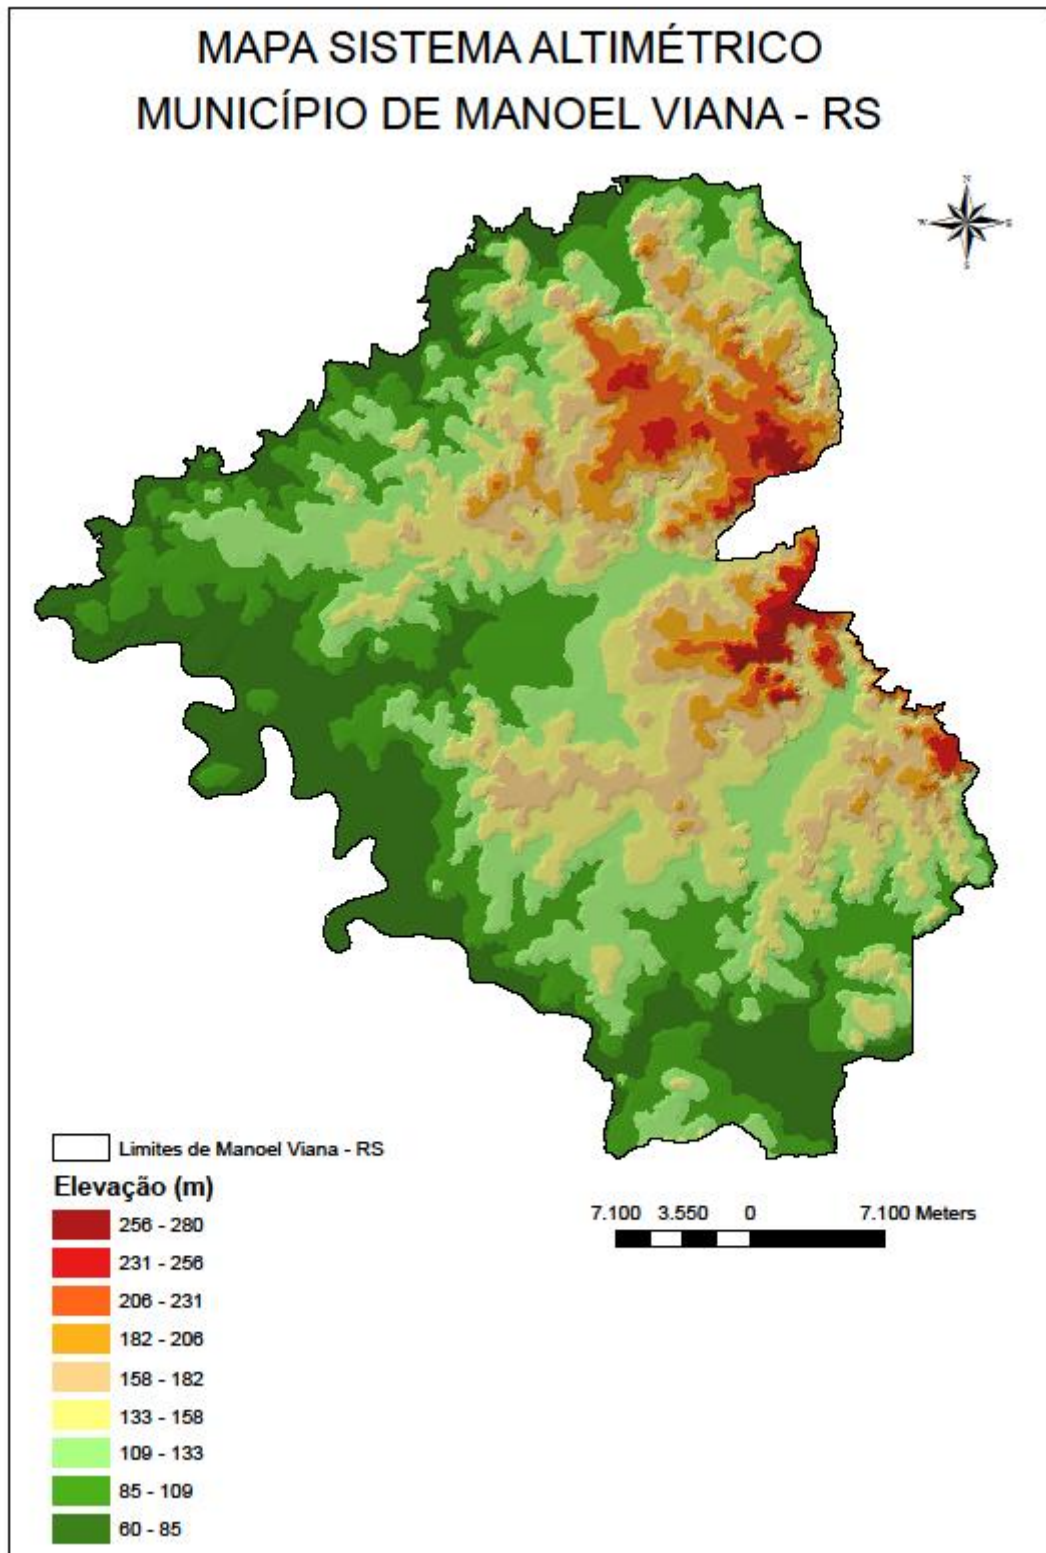 MAPA SISTEMA ALTIMÉTRICO
MUNICÍPIO DE MANOEL VIANA - RS
N
W
E
S
Limites de Manoel Viana - RS
Elevação (m)
256 - 280
231 - 256
206 - 231
182 - 206
158 - 182
133 - 158
109 - 133
85 - 109
60 - 85
7.100 3.550 0 7.100 Meters